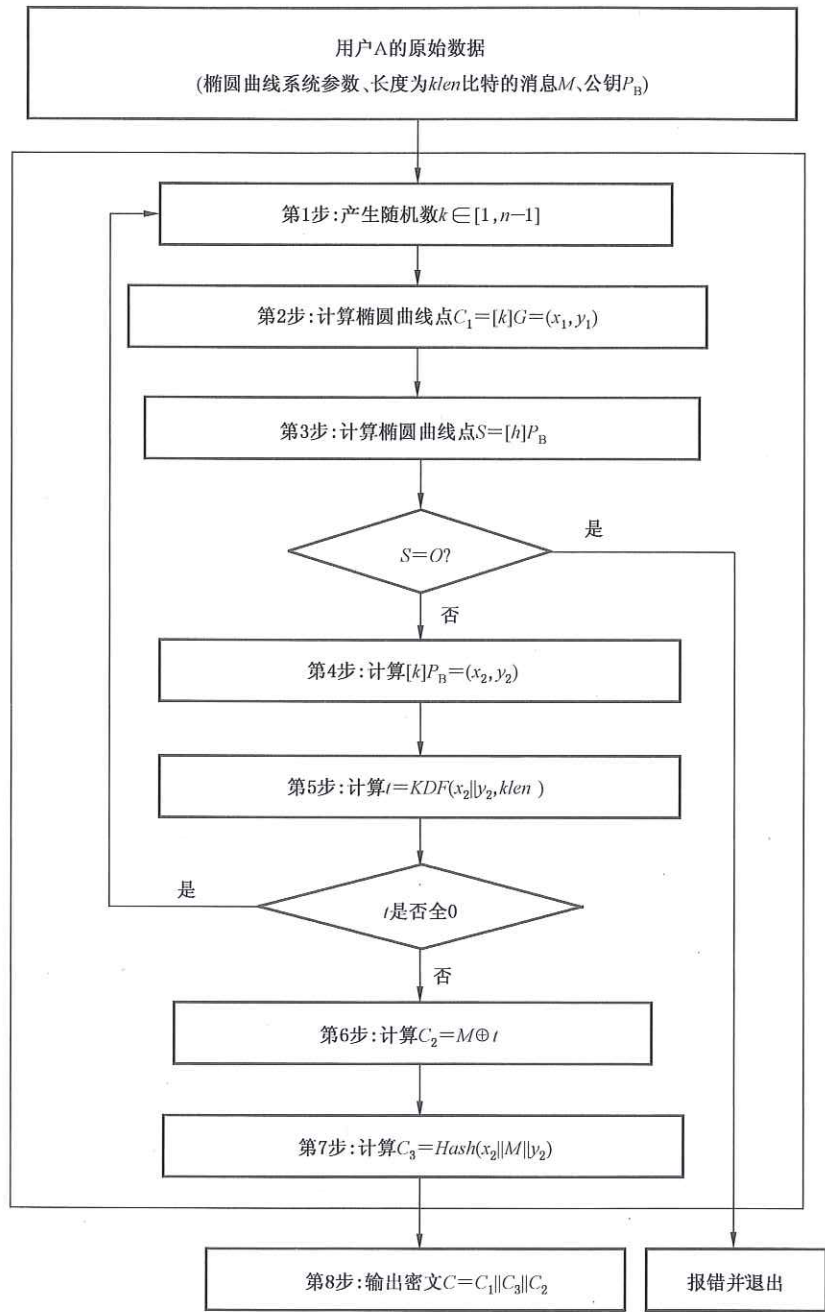 用户A的原始数据
(椭圆曲线系统参数、长度为klen比特的消息M、公钥P_B)
第1步:产生随机数k∈[1,n−1]
第2步:计算椭圆曲线点C₁=[k]G=(x₁,y₁)
第3步:计算椭圆曲线点S=[h]P_B
S=O?
是
否
第4步:计算[k]P_B=(x₂,y₂)
第5步:计算t=KDF(x₂||y₂,klen)
t是否全0
是
否
第6步:计算C₂=M⊕t
第7步:计算C₃=Hash(x₂||M||y₂)
第8步:输出密文C=C₁||C₃||C₂
报错并退出